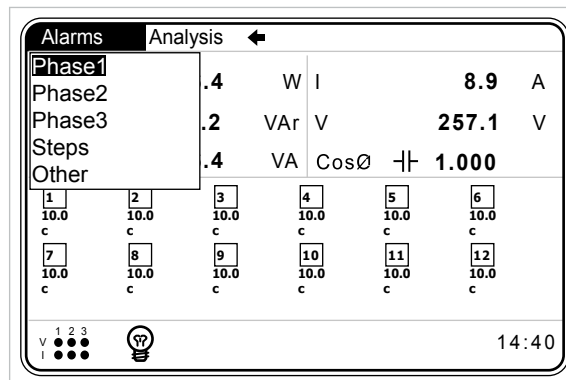 Alarms Analysis
Phase1
Phase2
Phase3
Steps
Other
.4 W I 8.9 A
.2 VAr V 257.1 V
.4 VA CosØ 1.000
1 2 3 4 5 6
10.0 10.0 10.0 10.0 10.0 10.0
c c c c c c
7 8 9 10 11 12
10.0 10.0 10.0 10.0 10.0 10.0
c c c c c c
1 2 3
V
I
14:40